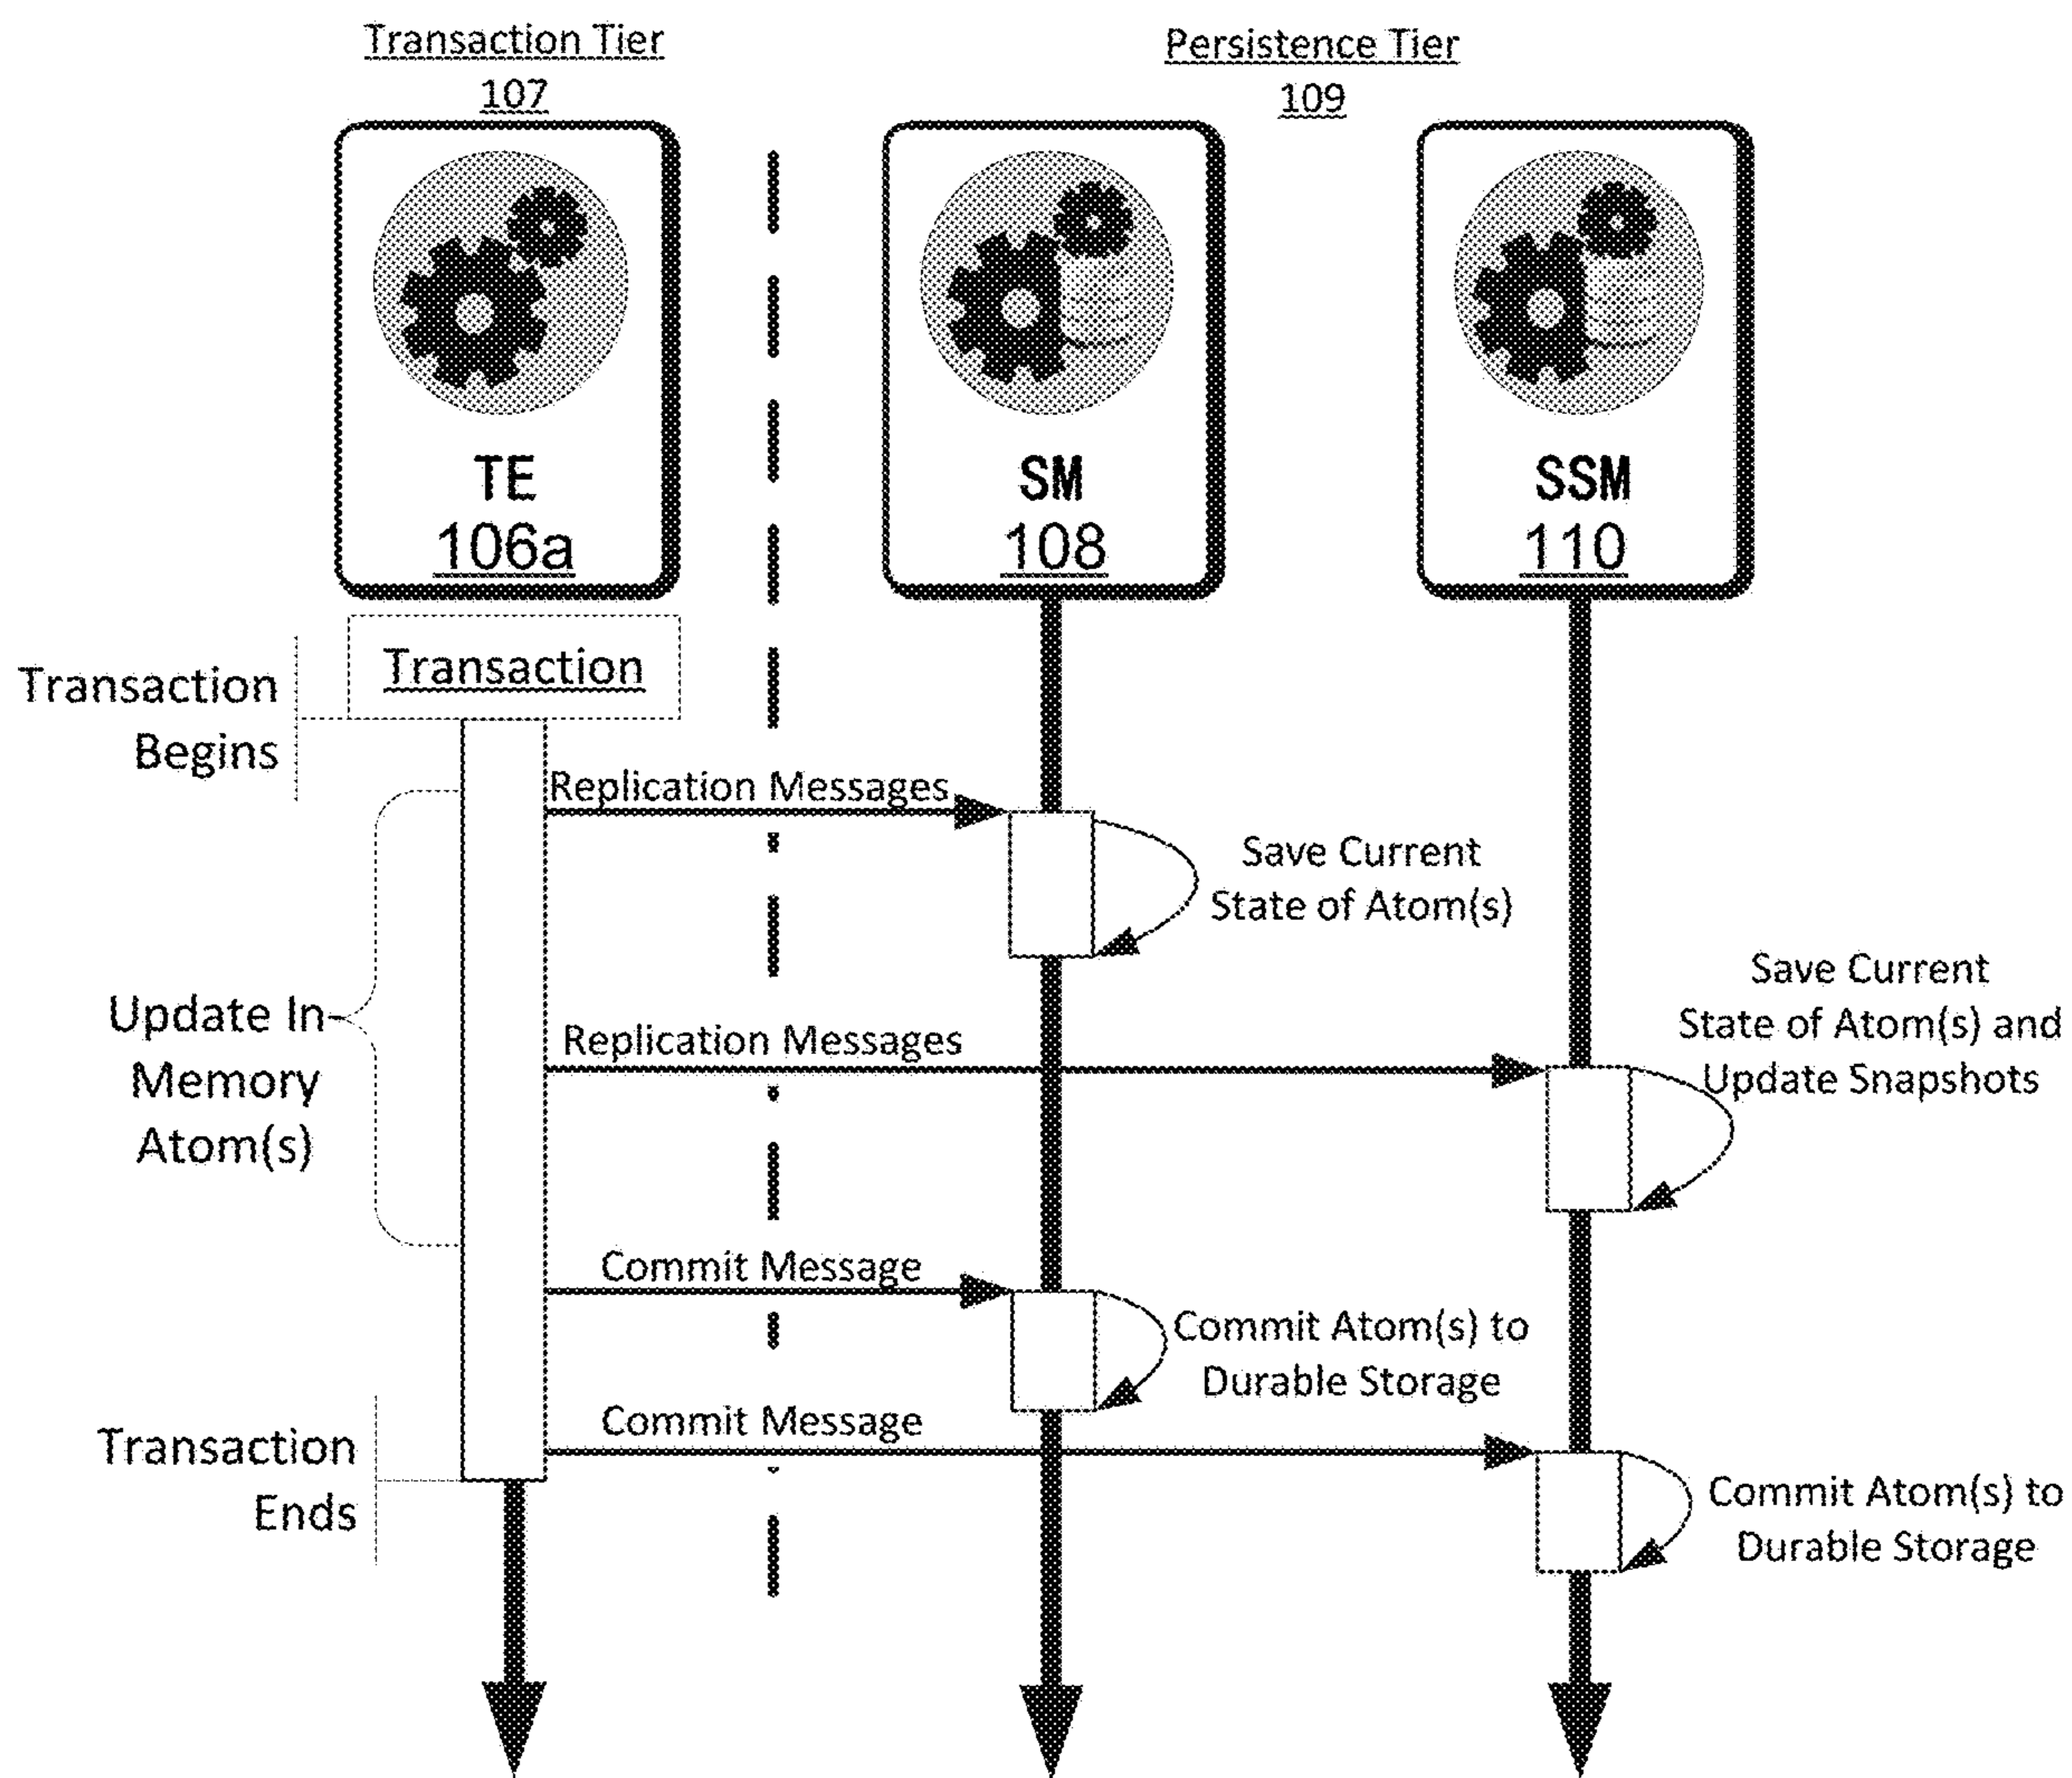 Transaction Tier
107
Persistence Tier
109
TE
106a
SM
108
SSM
110
Transaction
Transaction
Begins
Replication Messages
Save Current
State of Atom(s)
Save Current
State of Atom(s) and
Update Snapshots
Update In
Memory
Atom(s)
Replication Messages
Commit Message
Commit Atom(s) to
Durable Storage
Commit Message
Transaction
Ends
Commit Atom(s) to
Durable Storage